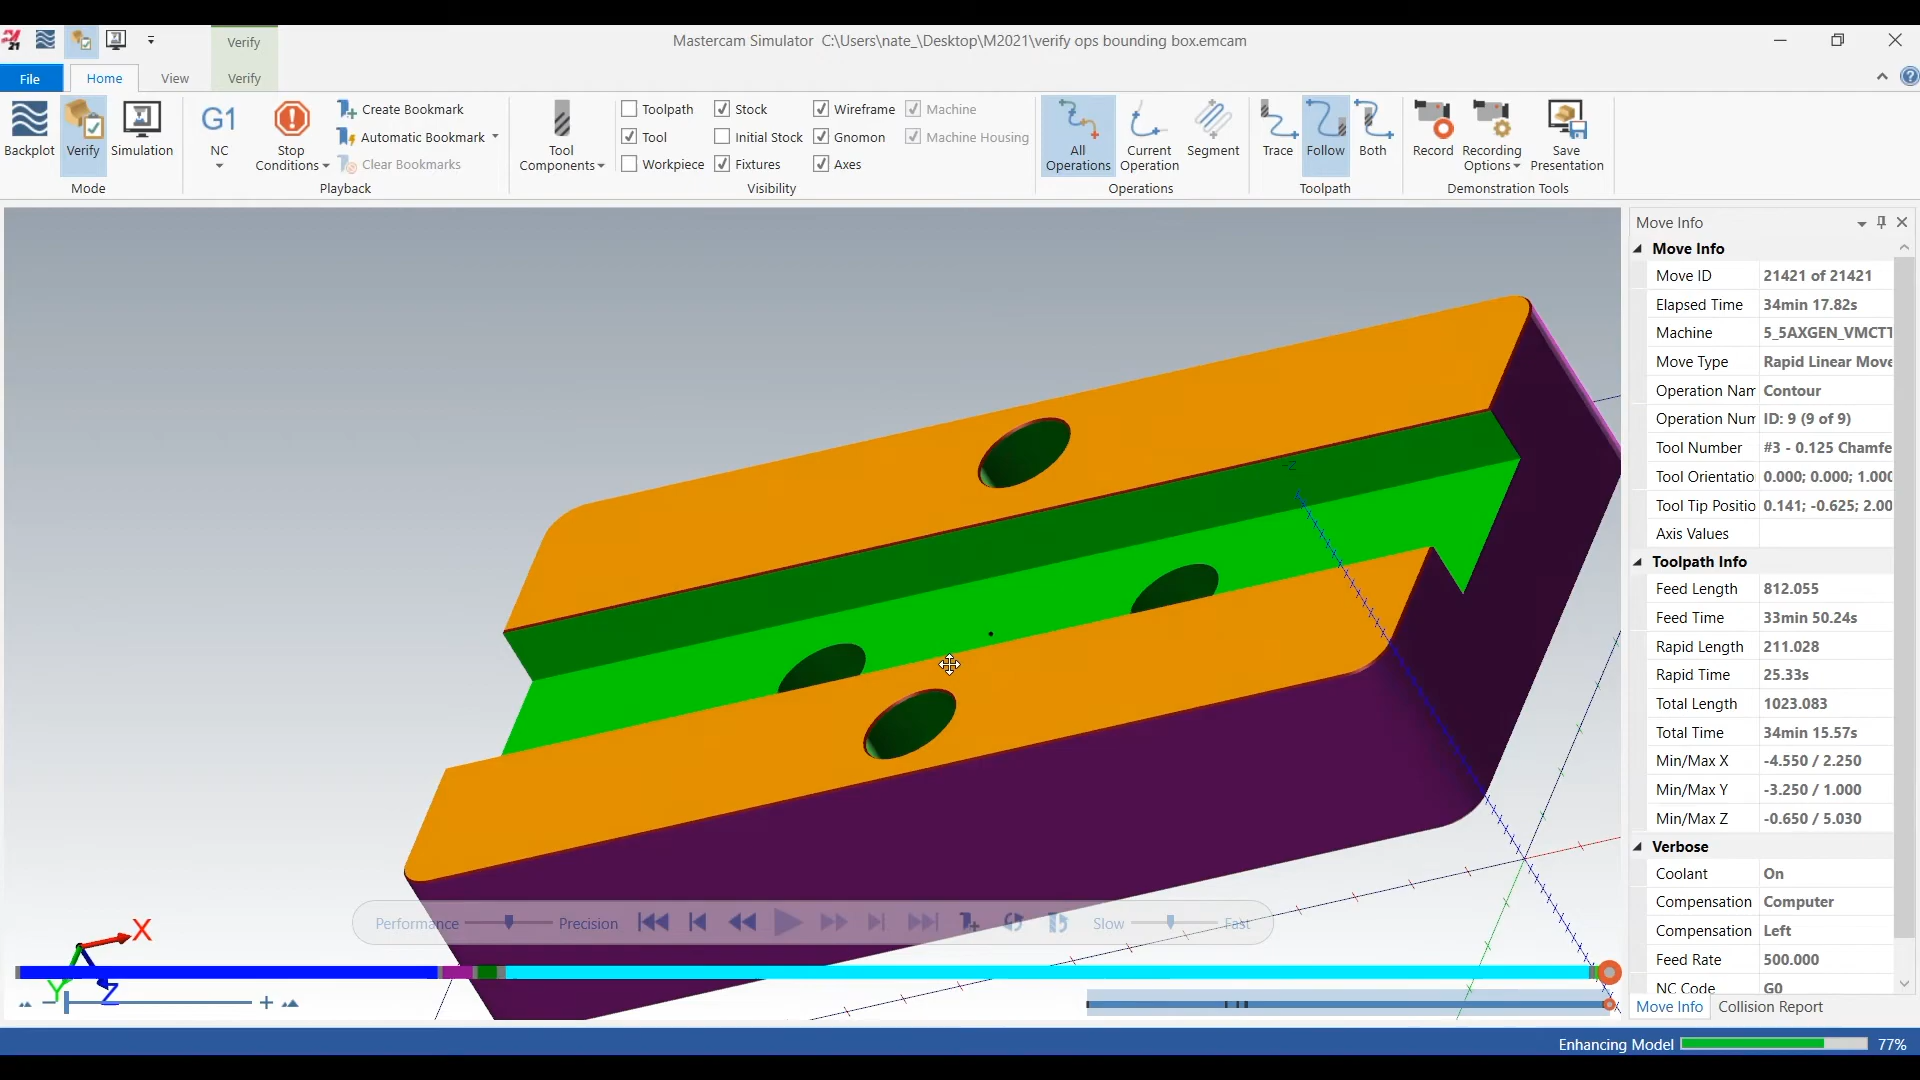 21
Verify
Mastercam Simulator C:\Users\nate_\Desktop\M2021\verify ops bounding box.emcam
File
Home
View
Verify
Backplot
Verify
Simulation
Mode
G1
NC
Stop
Conditions
Create Bookmark
Automatic Bookmark
Clear Bookmarks
Playback
Tool
Components
Toolpath
Tool
Workpiece
Stock
Initial Stock
Fixtures
Wireframe
Gnomon
Axes
Machine
Machine Housing
Visibility
All
Operations
Current
Operation
Segment
Operations
Trace
Follow
Both
Toolpath
Record
Recording
Options
Save
Presentation
Demonstration Tools
Move Info
Move Info
Move ID 21421 of 21421
Elapsed Time 34min 17.82s
Machine 5_5AXGEN_VMCTT
Move Type Rapid Linear Move
Operation Nar Contour
Operation Nun ID: 9 (9 of 9)
Tool Number #3 - 0.125 Chamfe
Tool Orientatio 0.000; 0.000; 1.000
Tool Tip Positio 0.141; -0.625; 2.00
Axis Values
Toolpath Info
Feed Length 812.055
Feed Time 33min 50.24s
Rapid Length 211.028
Rapid Time 25.33s
Total Length 1023.083
Total Time 34min 15.57s
Min/Max X -4.550 / 2.250
Min/Max Y -3.250 / 1.000
Min/Max Z -0.650 / 5.030
Verbose
Coolant On
Compensation Computer
Compensation Left
Feed Rate 500.000
NC Code G0
Move Info
Collision Report
-Z
X
Y
Z
Performance
Precision
Slow
Fast
Enhancing Model 77%